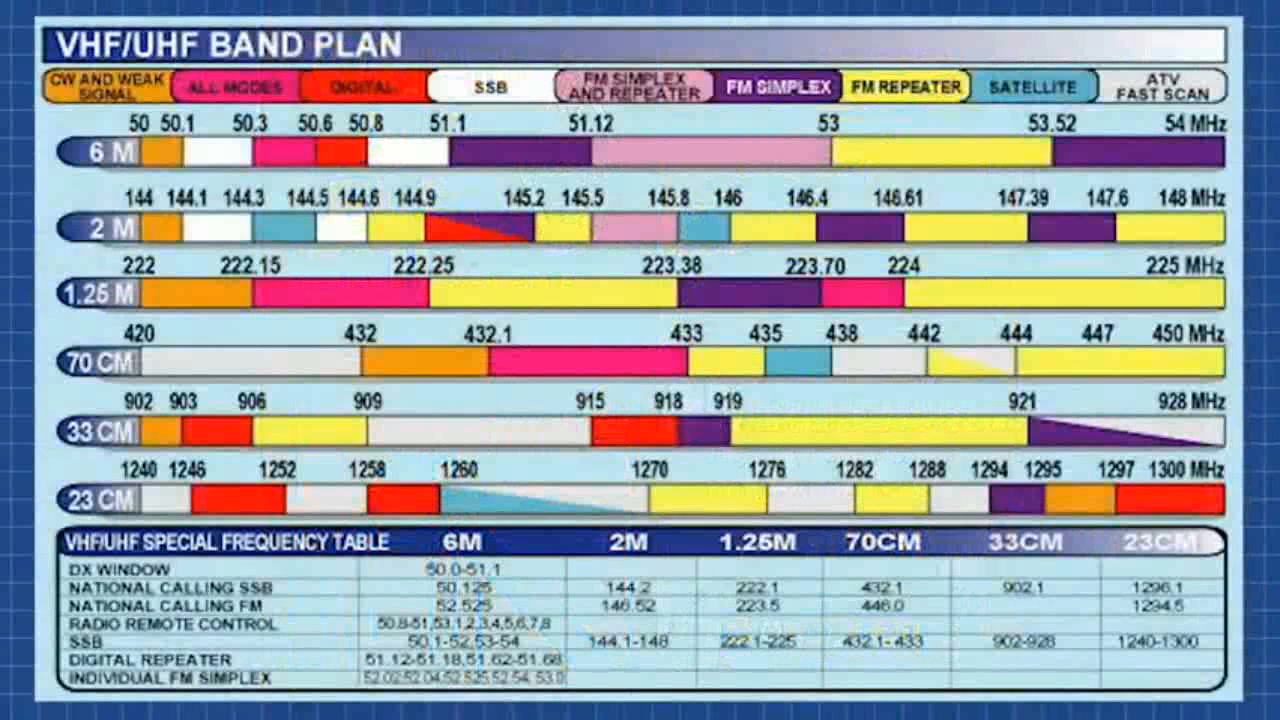 VHF/UHF BAND PLAN
CW AND WEAK SIGNAL ALL MODES DIGITAL SSB FM SIMPLEX AND REPEATER FM SIMPLEX FM REPEATER SATELLITE ATV FAST SCAN
50 50.1 50.3 50.6 50.8 51.1 51.12 53 53.52 54 MHz
6 M
144 144.1 144.3 144.5 144.6 144.9 145.2 145.5 145.8 146 146.4 146.61 147.39 147.6 148 MHz
2 M
222 222.15 222.25 223.38 223.70 224 225 MHz
1.25 M
420 432 432.1 433 435 438 442 444 447 450 MHz
70 CM
902 903 906 909 915 918 919 921 928 MHz
33 CM
1240 1246 1252 1258 1260 1270 1276 1282 1288 1294 1295 1297 1300 MHz
23 CM
VHF/UHF SPECIAL FREQUENCY TABLE 6M 2M 1.25M 70CM 33CM 23CM
DX WINDOW 50.0-51.1
NATIONAL CALLING SSB 50.125 144.2 222.1 432.1 902.1 1296.1
NATIONAL CALLING FM 52.525 146.52 223.5 446.0 1294.5
RADIO REMOTE CONTROL 50.8-51,53.1,2,3,4,5,6,7,8
SSB 50.1-52,53-54 144.1-148 222.1-225 432.1-433 902-928 1240-1300
DIGITAL REPEATER 51.12-51.18,51.62-51.68
INDIVIDUAL FM SIMPLEX 52.02,52.04,52.525,52.54, 53.0